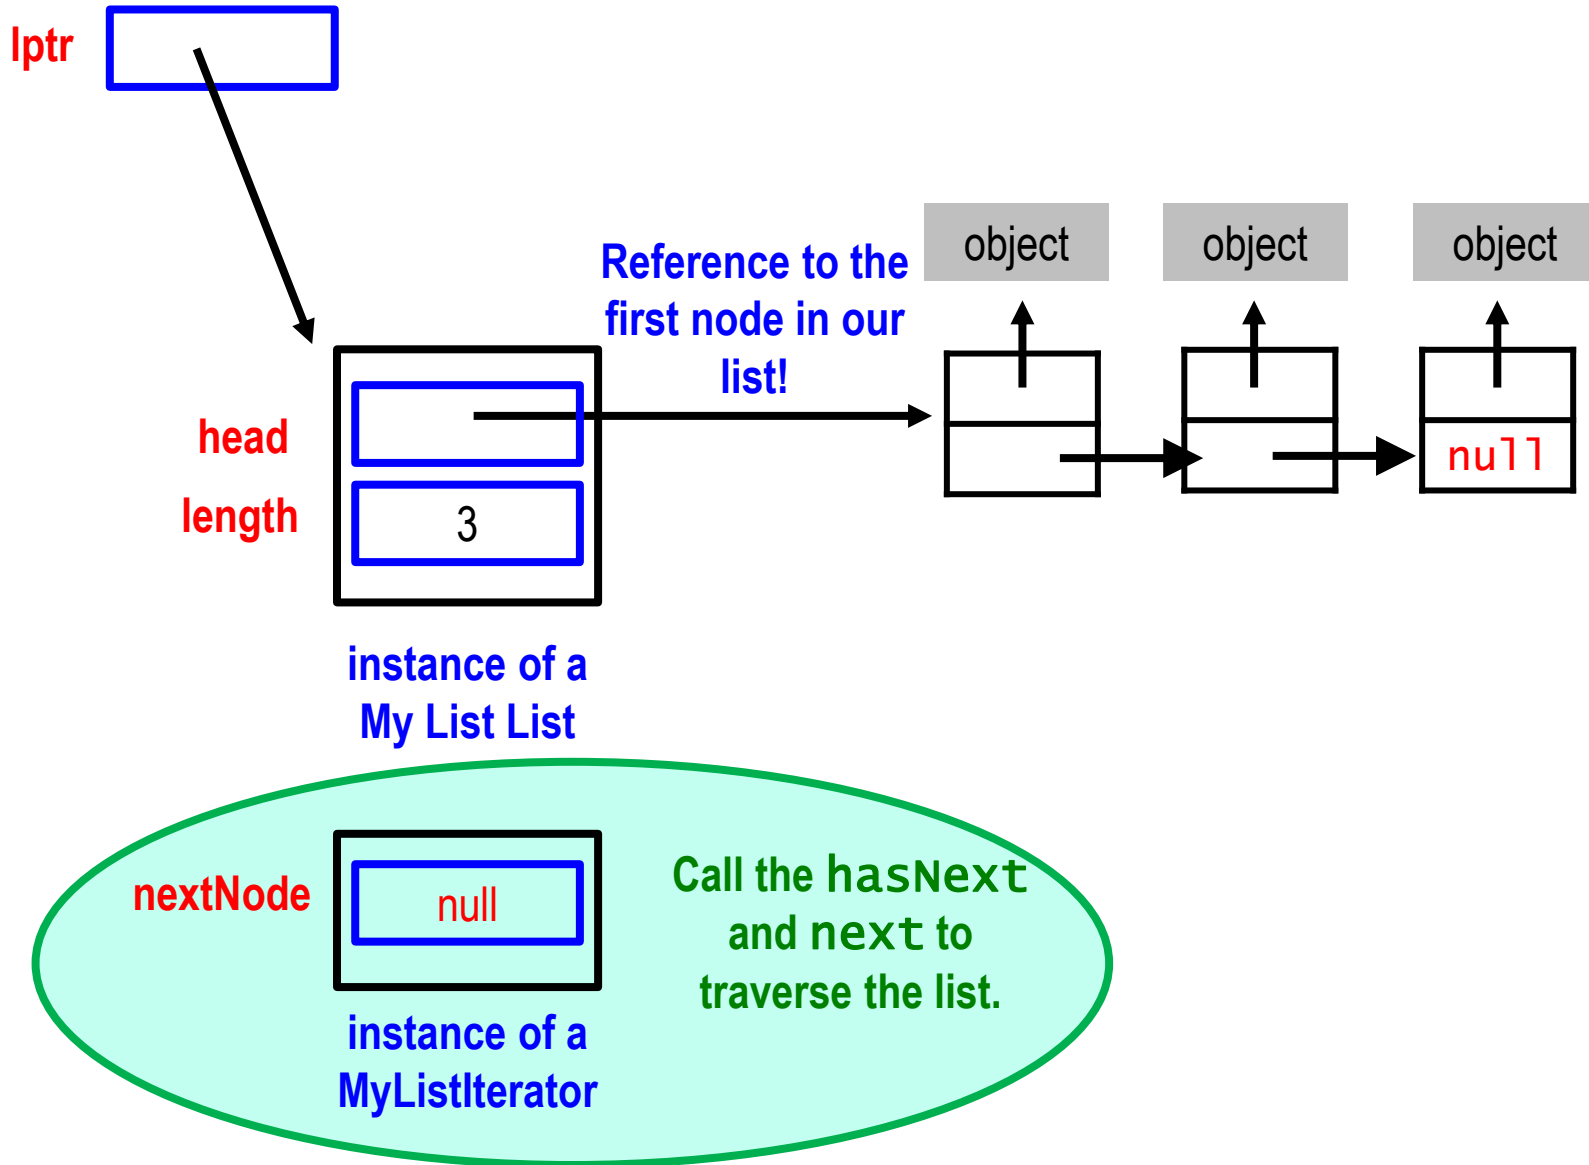 lptr
object
object
object
Reference to the
first node in our
list!
head
null
length
3
instance of a
My List List
nextNode
null
Call the hasNext
and next to
traverse the list.
instance of a
MyListIterator